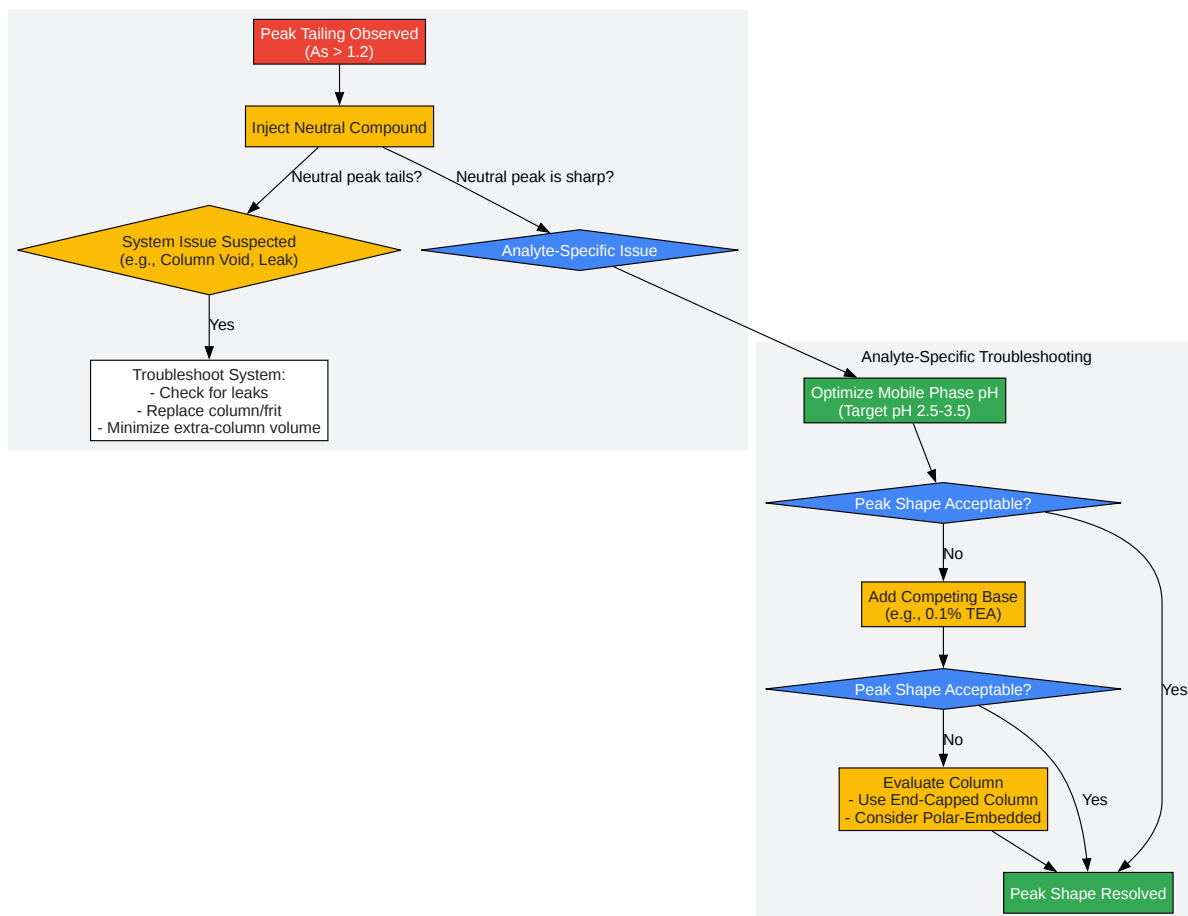 Peak Tailing Observed
(As > 1.2)
Inject Neutral Compound
Neutral peak tails?
Neutral peak is sharp?
System Issue Suspected
(e.g., Column Void, Leak)
Analyte-Specific Issue
Yes
Troubleshoot System:
- Check for leaks
- Replace column/frit
- Minimize extra-column volume
Analyte-Specific Troubleshooting
Optimize Mobile Phase pH
(Target pH 2.5-3.5)
Peak Shape Acceptable?
No
Add Competing Base
(e.g., 0.1% TEA)
Peak Shape Acceptable?
Yes
No
Evaluate Column
- Use End-Capped Column
- Consider Polar-Embedded
Yes
Peak Shape Resolved